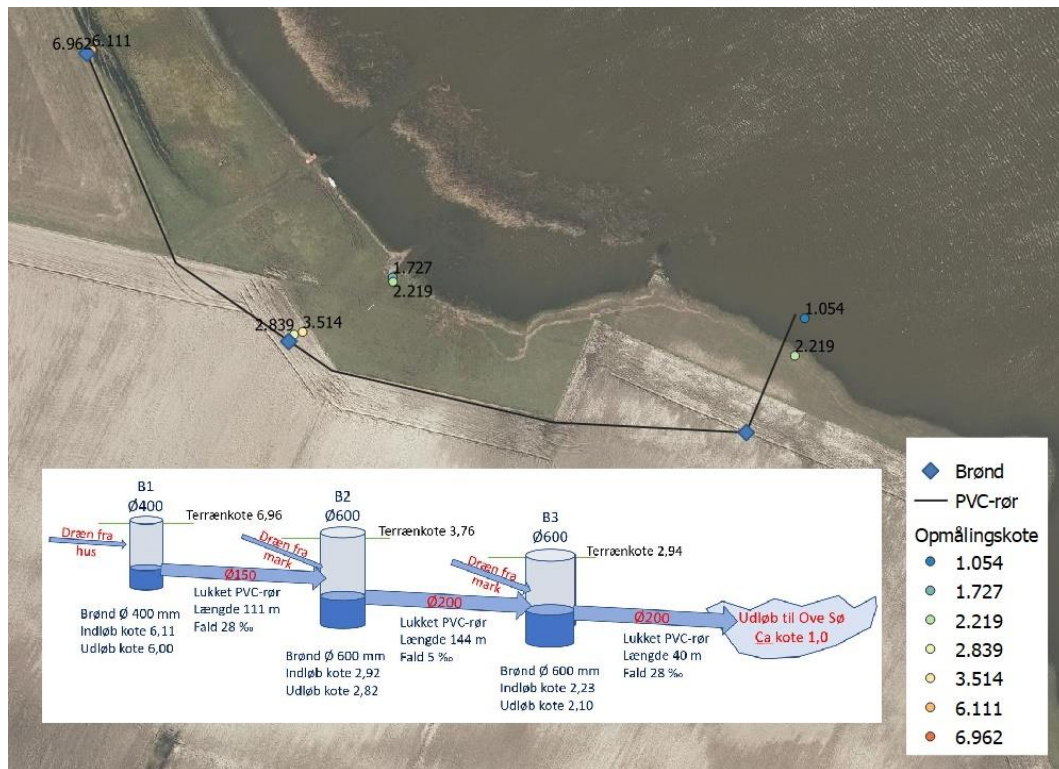 6.962
6.111
1.727
2.219
2.839
3.514
1.054
2.219
Brønd
PVC-rør
Opmålingskote
1.054
1.727
2.219
2.839
3.514
6.111
6.962
B1
Ø400
Terrænkote 6,96
Dræn fra
hus
Ø150
Brønd Ø 400 mm
Indløb kote 6,11
Udløb kote 6,00
Lukket PVC-rør
Længde 111 m
Fald 28 ‰
B2
Ø600
Terrænkote 3,76
Dræn fra
mark
Ø200
Brønd Ø 600 mm
Indløb kote 2,92
Udløb kote 2,82
Lukket PVC-rør
Længde 144 m
Fald 5 ‰
B3
Ø600
Terrænkote 2,94
Dræn fra
mark
Ø200
Brønd Ø 600 mm
Indløb kote 2,23
Udløb kote 2,10
Lukket PVC-rør
Længde 40 m
Fald 28 ‰
Udløb til Ove Sø
Ca kote 1,0